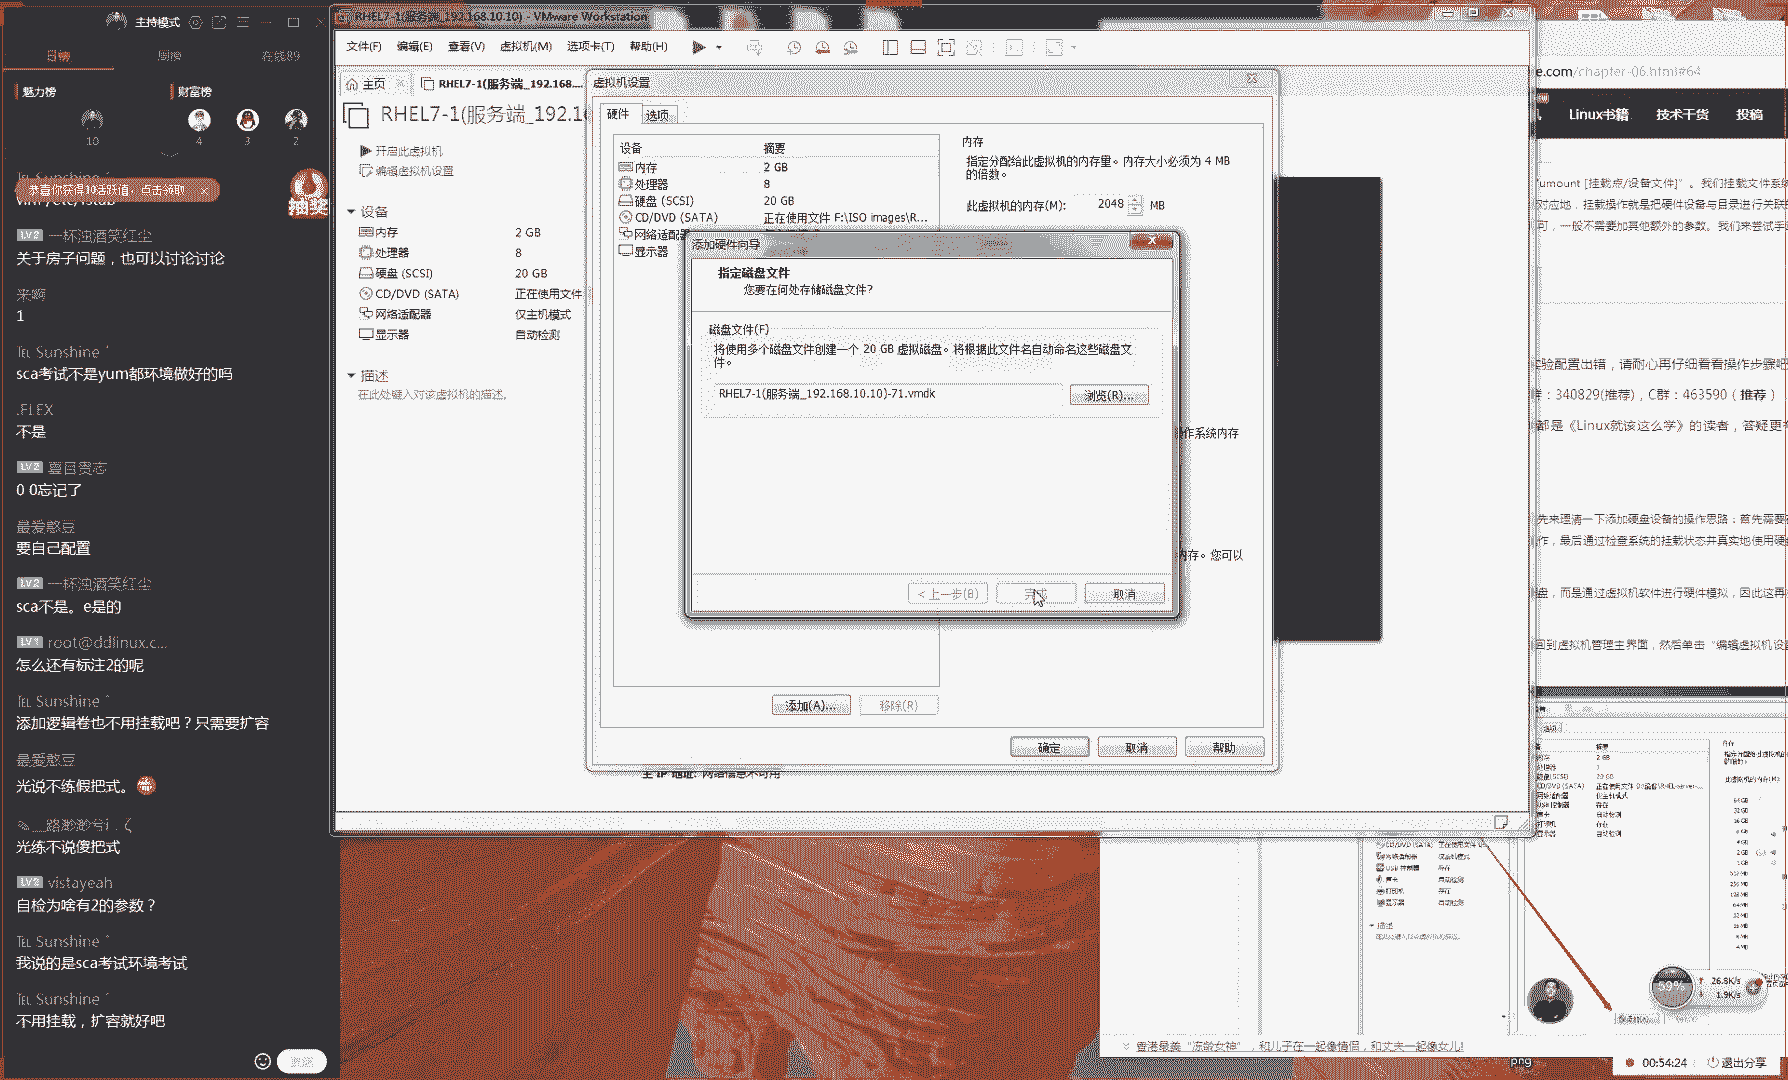 主持模式
日榜
周榜
在线89
魅力榜
财富榜
10
4
3
2
恭喜你获得10活跃值，点击领取
抽奖
LV2 一杯浊酒笑红尘
关于房子问题，也可以讨论讨论
来啊
1
Sunshine
sca考试不是yum都环境做好的吗
.FLEX
不是
LV2
0 0忘记了
最爱憨豆
要自己配置
LV2 一杯浊酒笑红尘
sca不是。e是的
LV1 root@ddlinux.c...
怎么还有标注2的呢
Sunshine
添加逻辑卷也不用挂载吧？只需要扩容
最爱憨豆
光说不练假把式。
光练不说傻把式
vistayeah
自检为啥有2的参数？
Sunshine
我说的是sca考试环境考试
Sunshine
不用挂载，扩容就好吧
发送
RHEL7-1(服务端_192.168.10.10) - VMware Workstation
文件(F)
编辑(E)
查看(V)
虚拟机(M)
选项卡(T)
帮助(H)
主页
RHEL7-1(服务端_192.168....
RHEL7-1(服务端_192.1
开启此虚拟机
编辑虚拟机设置
设备
内存 2 GB
处理器 8
硬盘 (SCSI) 20 GB
CD/DVD (SATA) 正在使用文件
网络适配器 仅主机模式
显示器 自动检测
描述
在此处键入对该虚拟机的描述。
虚拟机设置
硬件
选项
设备 摘要
内存 2 GB
处理器 8
硬盘 (SCSI) 20 GB
CD/DVD (SATA) 正在使用文件 F:\ISO images\R...
网络适配器
显示器
内存
指定分配给此虚拟机的内存量。内存大小必须为 4 MB
的倍数。
此虚拟机的内存(M): 2048 MB
添加硬件向导
指定磁盘文件
您要在何处存储磁盘文件?
磁盘文件(F)
将使用多个磁盘文件创建一个 20 GB 虚拟磁盘。将根据此文件名自动命名这些磁盘文
件。
RHEL7-1(服务端_192.168.10.10)-71.vmdk
浏览(R)...
< 上一步(B)
完成
取消
作系统内存
内存。您可以
添加(A)...
移除(R)
确定
取消
帮助
主 IP 地址: 网络信息不可用
e.com/chapter-06.html#64
Linux书籍
技术干货
投稿
umount [挂载点/设备文件]"。我们挂载文件系统
对应地，挂载操作就是把硬件设备与目录进行关联的
可，一般不需要加其他额外的参数。我们来尝试手动
实验配置出错，请耐心再仔细看看操作步骤吧
：340829(推荐)，C群：463590（推荐）
都是《Linux就该这么学》的读者，答疑更有
先来理清一下添加硬盘设备的操作思路：首先需要在
作，最后通过检查系统的挂载状态并真实地使用硬盘
盘，而是通过虚拟机软件进行硬件模拟，因此这再
回到虚拟机管理主界面，然后单击"编辑虚拟机设置
59%
26.8K/s
1.9K/s
香港最美"冻龄女神"，和儿子在一起像情侣，和丈夫一起像女儿!
png
00:54:24
退出分享